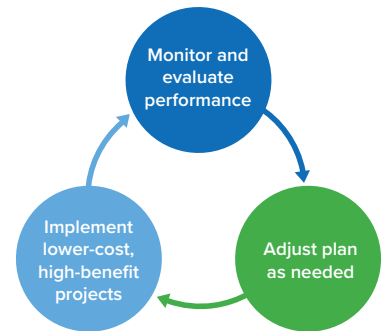 Monitor and
evaluate
performance
Adjust plan
as needed
Implement
lower-cost,
high-benefit
projects